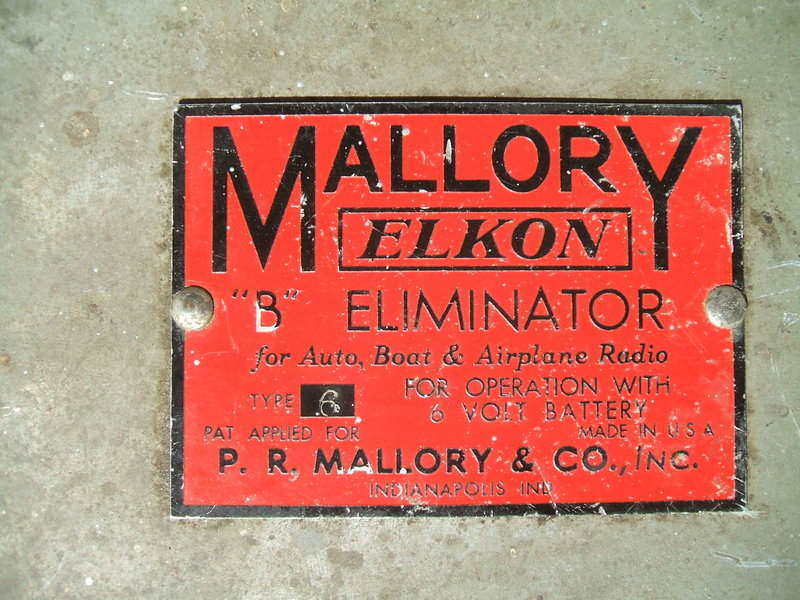 MALLORY
ELKON
"B" ELIMINATOR
for Auto, Boat & Airplane Radio
TYPE 6 FOR OPERATION WITH
6 VOLT BATTERY
PAT. APPLIED FOR MADE IN U S A
P. R. MALLORY & CO., INC.
INDIANAPOLIS IND